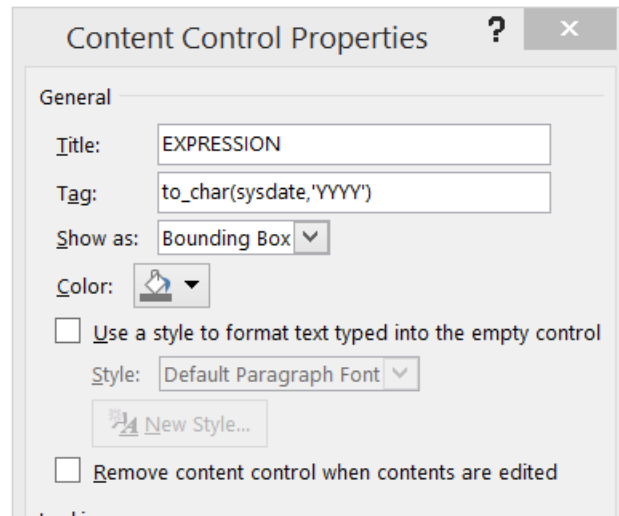 Content Control Properties ? ×
General
Title: EXPRESSION
Tag: to_char(sysdate,'YYYY')
Show as: Bounding Box
Color:
Use a style to format text typed into the empty control
Style: Default Paragraph Font
New Style...
Remove content control when contents are edited